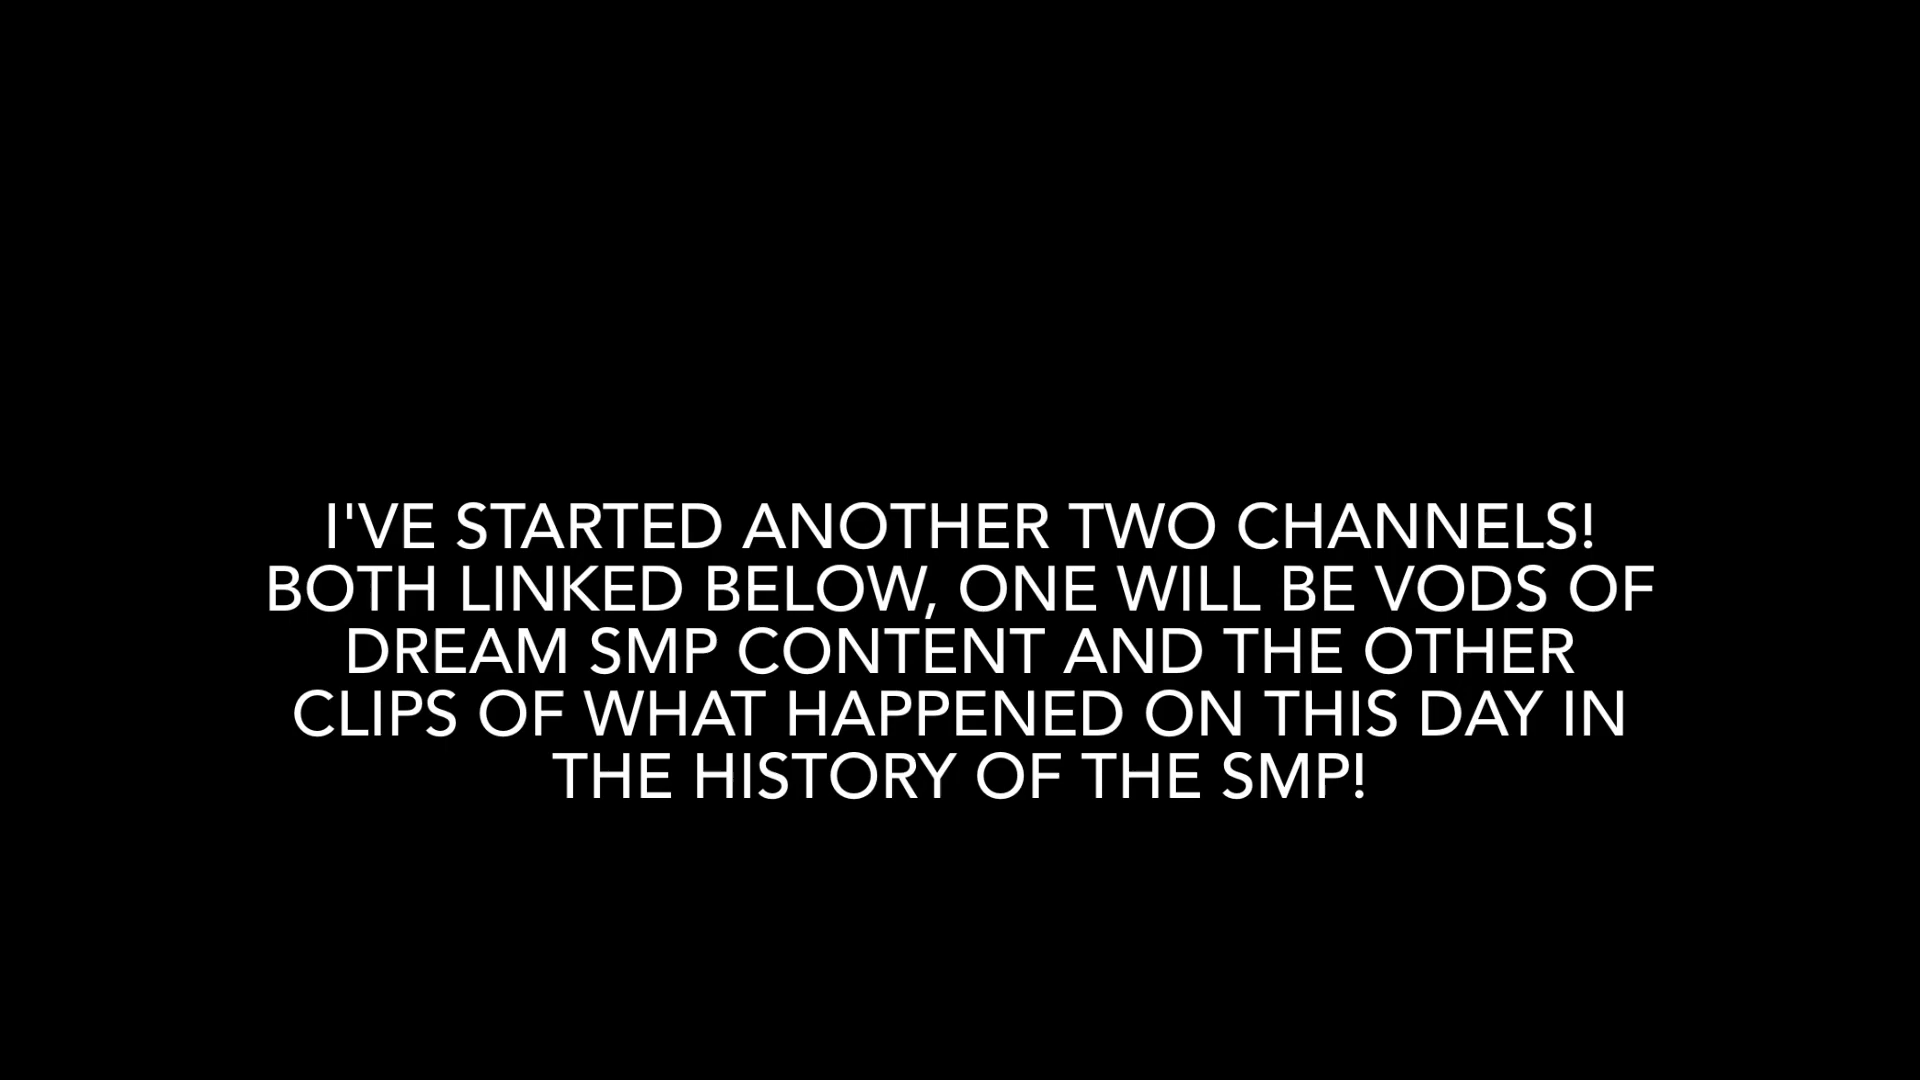 I'VE STARTED ANOTHER TWO CHANNELS!
BOTH LINKED BELOW, ONE WILL BE VODS OF
DREAM SMP CONTENT AND THE OTHER
CLIPS OF WHAT HAPPENED ON THIS DAY IN
THE HISTORY OF THE SMP!